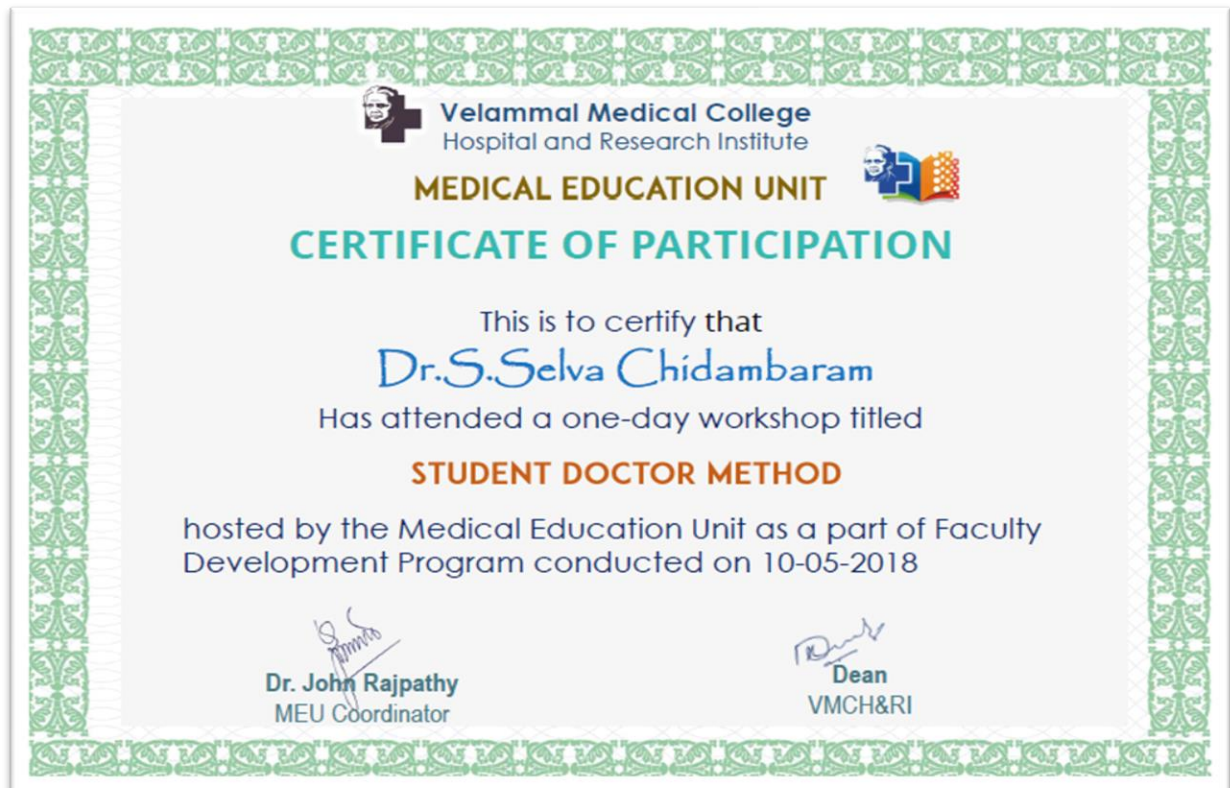 Velammal Medical College
Hospital and Research Institute
MEDICAL EDUCATION UNIT
CERTIFICATE OF PARTICIPATION
This is to certify that
Dr.S.Selva Chidambaram
Has attended a one-day workshop titled
STUDENT DOCTOR METHOD
hosted by the Medical Education Unit as a part of Faculty
Development Program conducted on 10-05-2018
Dr. John Rajpathy
MEU Coordinator
Dean
VMCH&RI